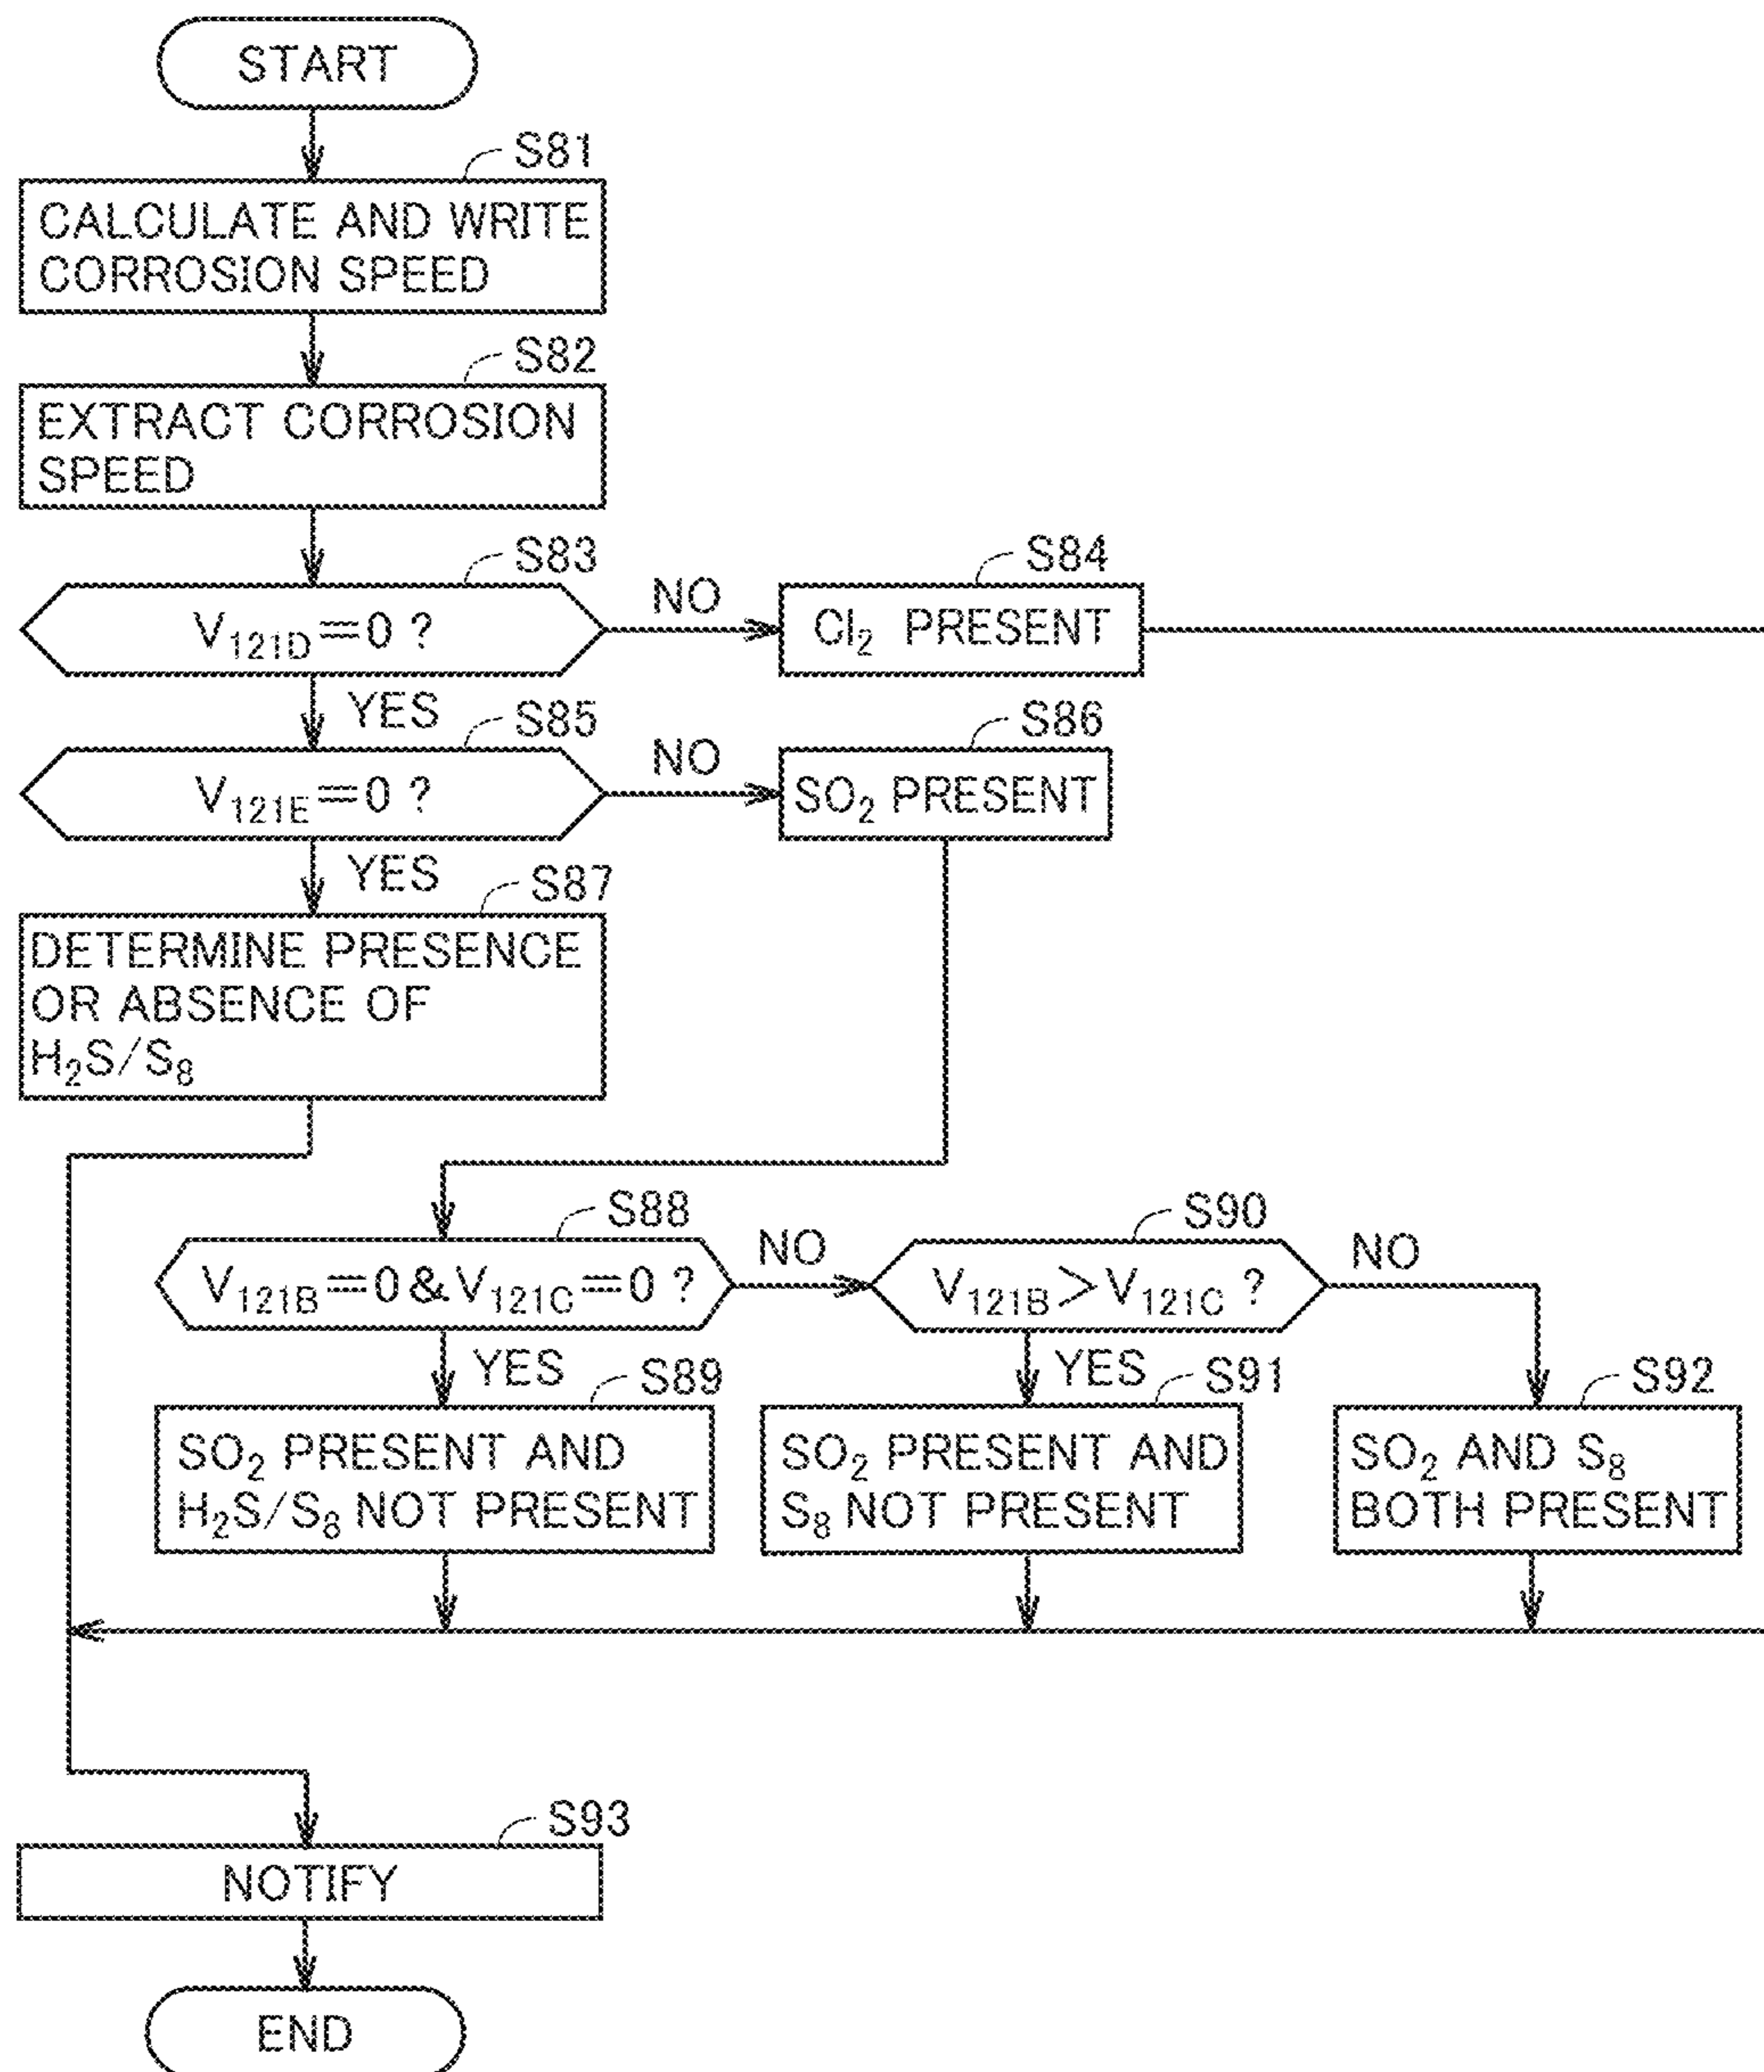 START
S81
CALCULATE AND WRITE
CORROSION SPEED
S82
EXTRACT CORROSION
SPEED
S83
V121D=0 ?
NO
S84
Cl2 PRESENT
YES
S85
V121E=0 ?
NO
S86
SO2 PRESENT
YES
S87
DETERMINE PRESENCE
OR ABSENCE OF
H2S/S8
S88
V121B=0 & V121C=0 ?
NO
S90
V121B>V121C ?
NO
YES
S89
SO2 PRESENT AND
H2S/S8 NOT PRESENT
YES
S91
SO2 PRESENT AND
S8 NOT PRESENT
S92
SO2 AND S8
BOTH PRESENT
S93
NOTIFY
END